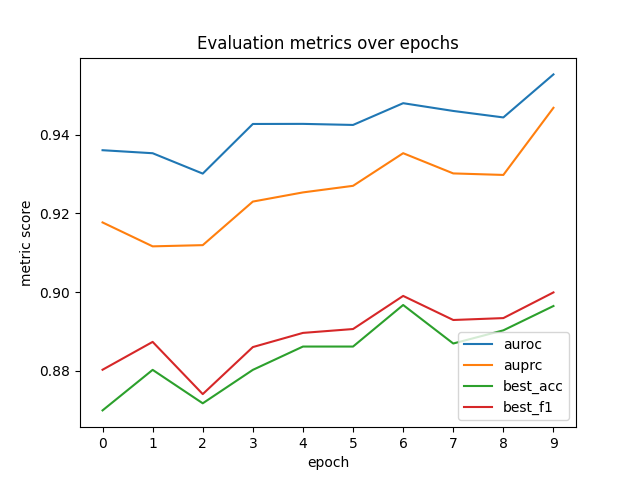 Evaluation metrics over epochs
metric score
0.94
0.92
0.90
0.88
0 1 2 3 4 5 6 7 8 9
epoch
auroc
auprc
best_acc
best_f1